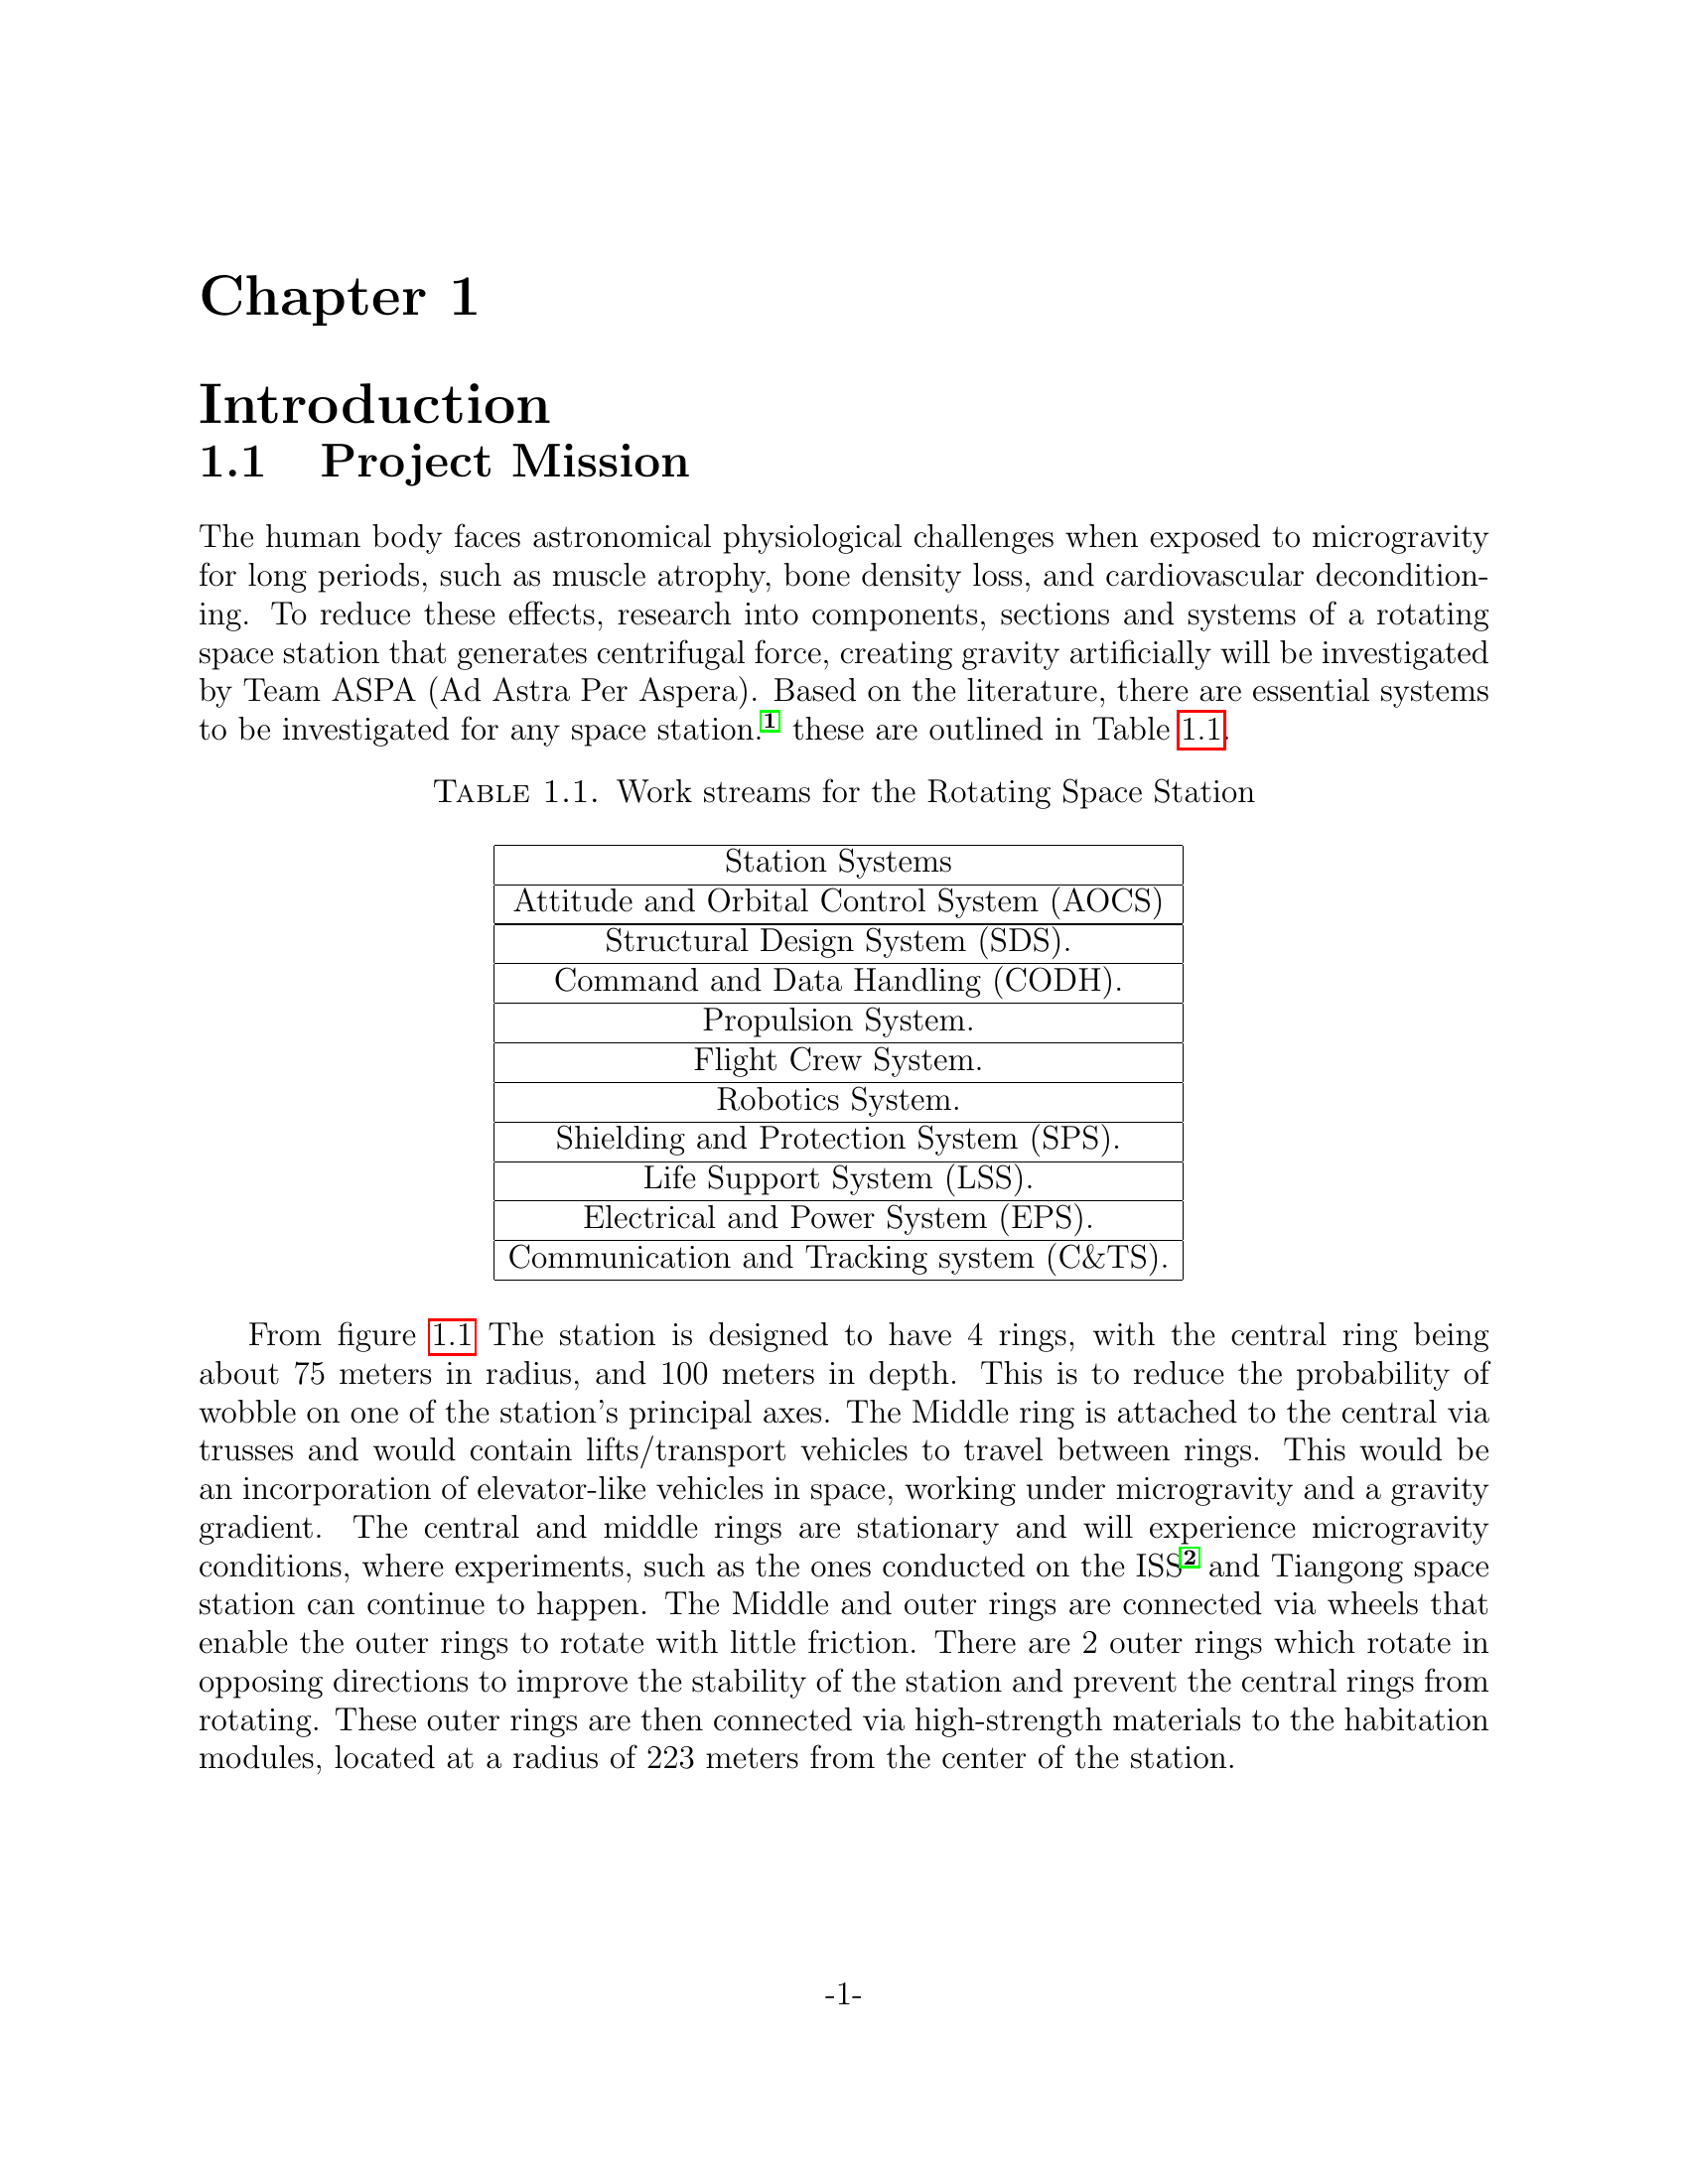 Chapter 1
Introduction
1.1 Project Mission
The human body faces astronomical physiological challenges when exposed to microgravity
for long periods, such as muscle atrophy, bone density loss, and cardiovascular decondition-
ing. To reduce these effects, research into components, sections and systems of a rotating
space station that generates centrifugal force, creating gravity artificially will be investigated
by Team ASPA (Ad Astra Per Aspera). Based on the literature, there are essential systems
to be investigated for any space station.1 these are outlined in Table 1.1.
Table 1.1. Work streams for the Rotating Space Station
Station Systems
Attitude and Orbital Control System (AOCS)
Structural Design System (SDS).
Command and Data Handling (CODH).
Propulsion System.
Flight Crew System.
Robotics System.
Shielding and Protection System (SPS).
Life Support System (LSS).
Electrical and Power System (EPS).
Communication and Tracking system (C&TS).
From figure 1.1 The station is designed to have 4 rings, with the central ring being
about 75 meters in radius, and 100 meters in depth. This is to reduce the probability of
wobble on one of the station's principal axes. The Middle ring is attached to the central via
trusses and would contain lifts/transport vehicles to travel between rings. This would be
an incorporation of elevator-like vehicles in space, working under microgravity and a gravity
gradient. The central and middle rings are stationary and will experience microgravity
conditions, where experiments, such as the ones conducted on the ISS2 and Tiangong space
station can continue to happen. The Middle and outer rings are connected via wheels that
enable the outer rings to rotate with little friction. There are 2 outer rings which rotate in
opposing directions to improve the stability of the station and prevent the central rings from
rotating. These outer rings are then connected via high-strength materials to the habitation
modules, located at a radius of 223 meters from the center of the station.
-1-